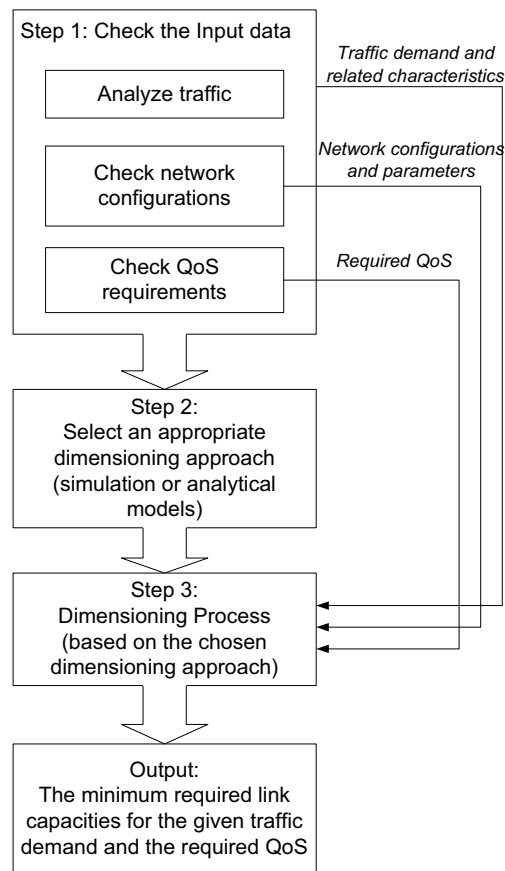 Step 1: Check the Input data
Analyze traffic
Check network
configurations
Check QoS
requirements
Traffic demand and
related characteristics
Network configurations
and parameters
Required QoS
Step 2:
Select an appropriate
dimensioning approach
(simulation or analytical
models)
Step 3:
Dimensioning Process
(based on the chosen
dimensioning approach)
Output:
The minimum required link
capacities for the given traffic
demand and the required QoS